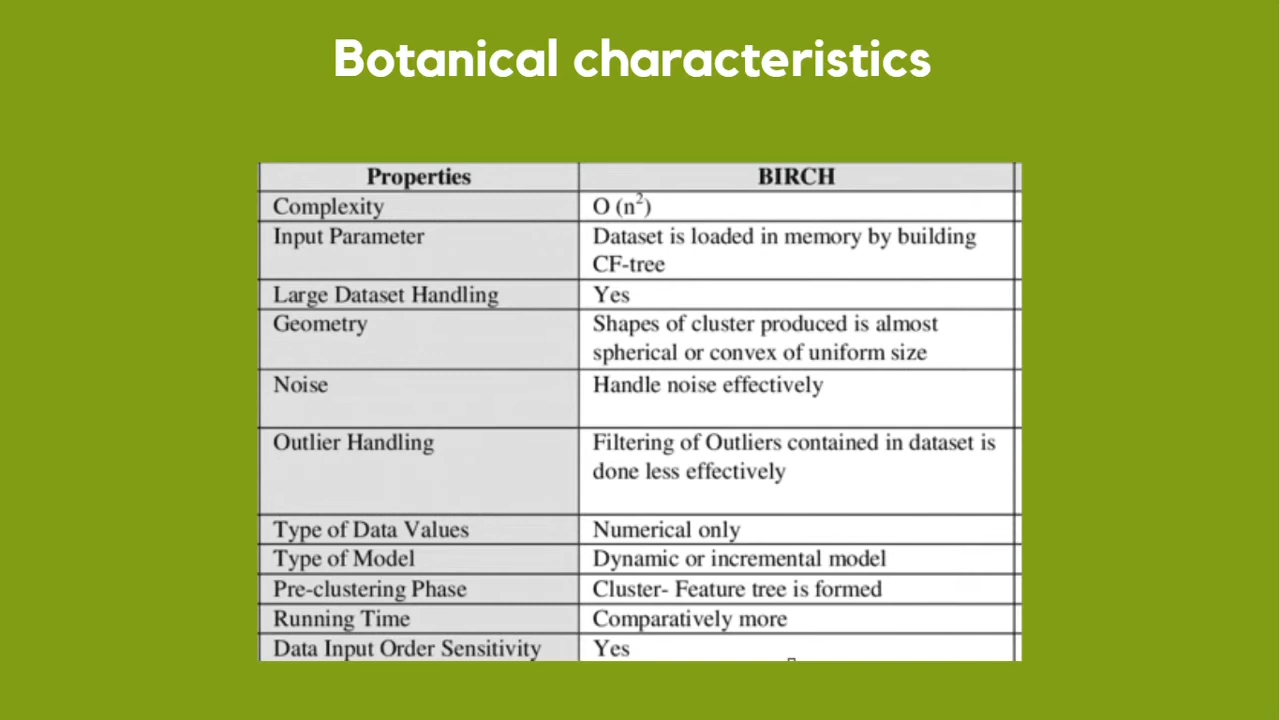 Botanical characteristics
Properties BIRCH
Complexity O (n²)
Input Parameter Dataset is loaded in memory by building
CF-tree
Large Dataset Handling Yes
Geometry Shapes of cluster produced is almost
spherical or convex of uniform size
Noise Handle noise effectively
Outlier Handling Filtering of Outliers contained in dataset is
done less effectively
Type of Data Values Numerical only
Type of Model Dynamic or incremental model
Pre-clustering Phase Cluster- Feature tree is formed
Running Time Comparatively more
Data Input Order Sensitivity Yes